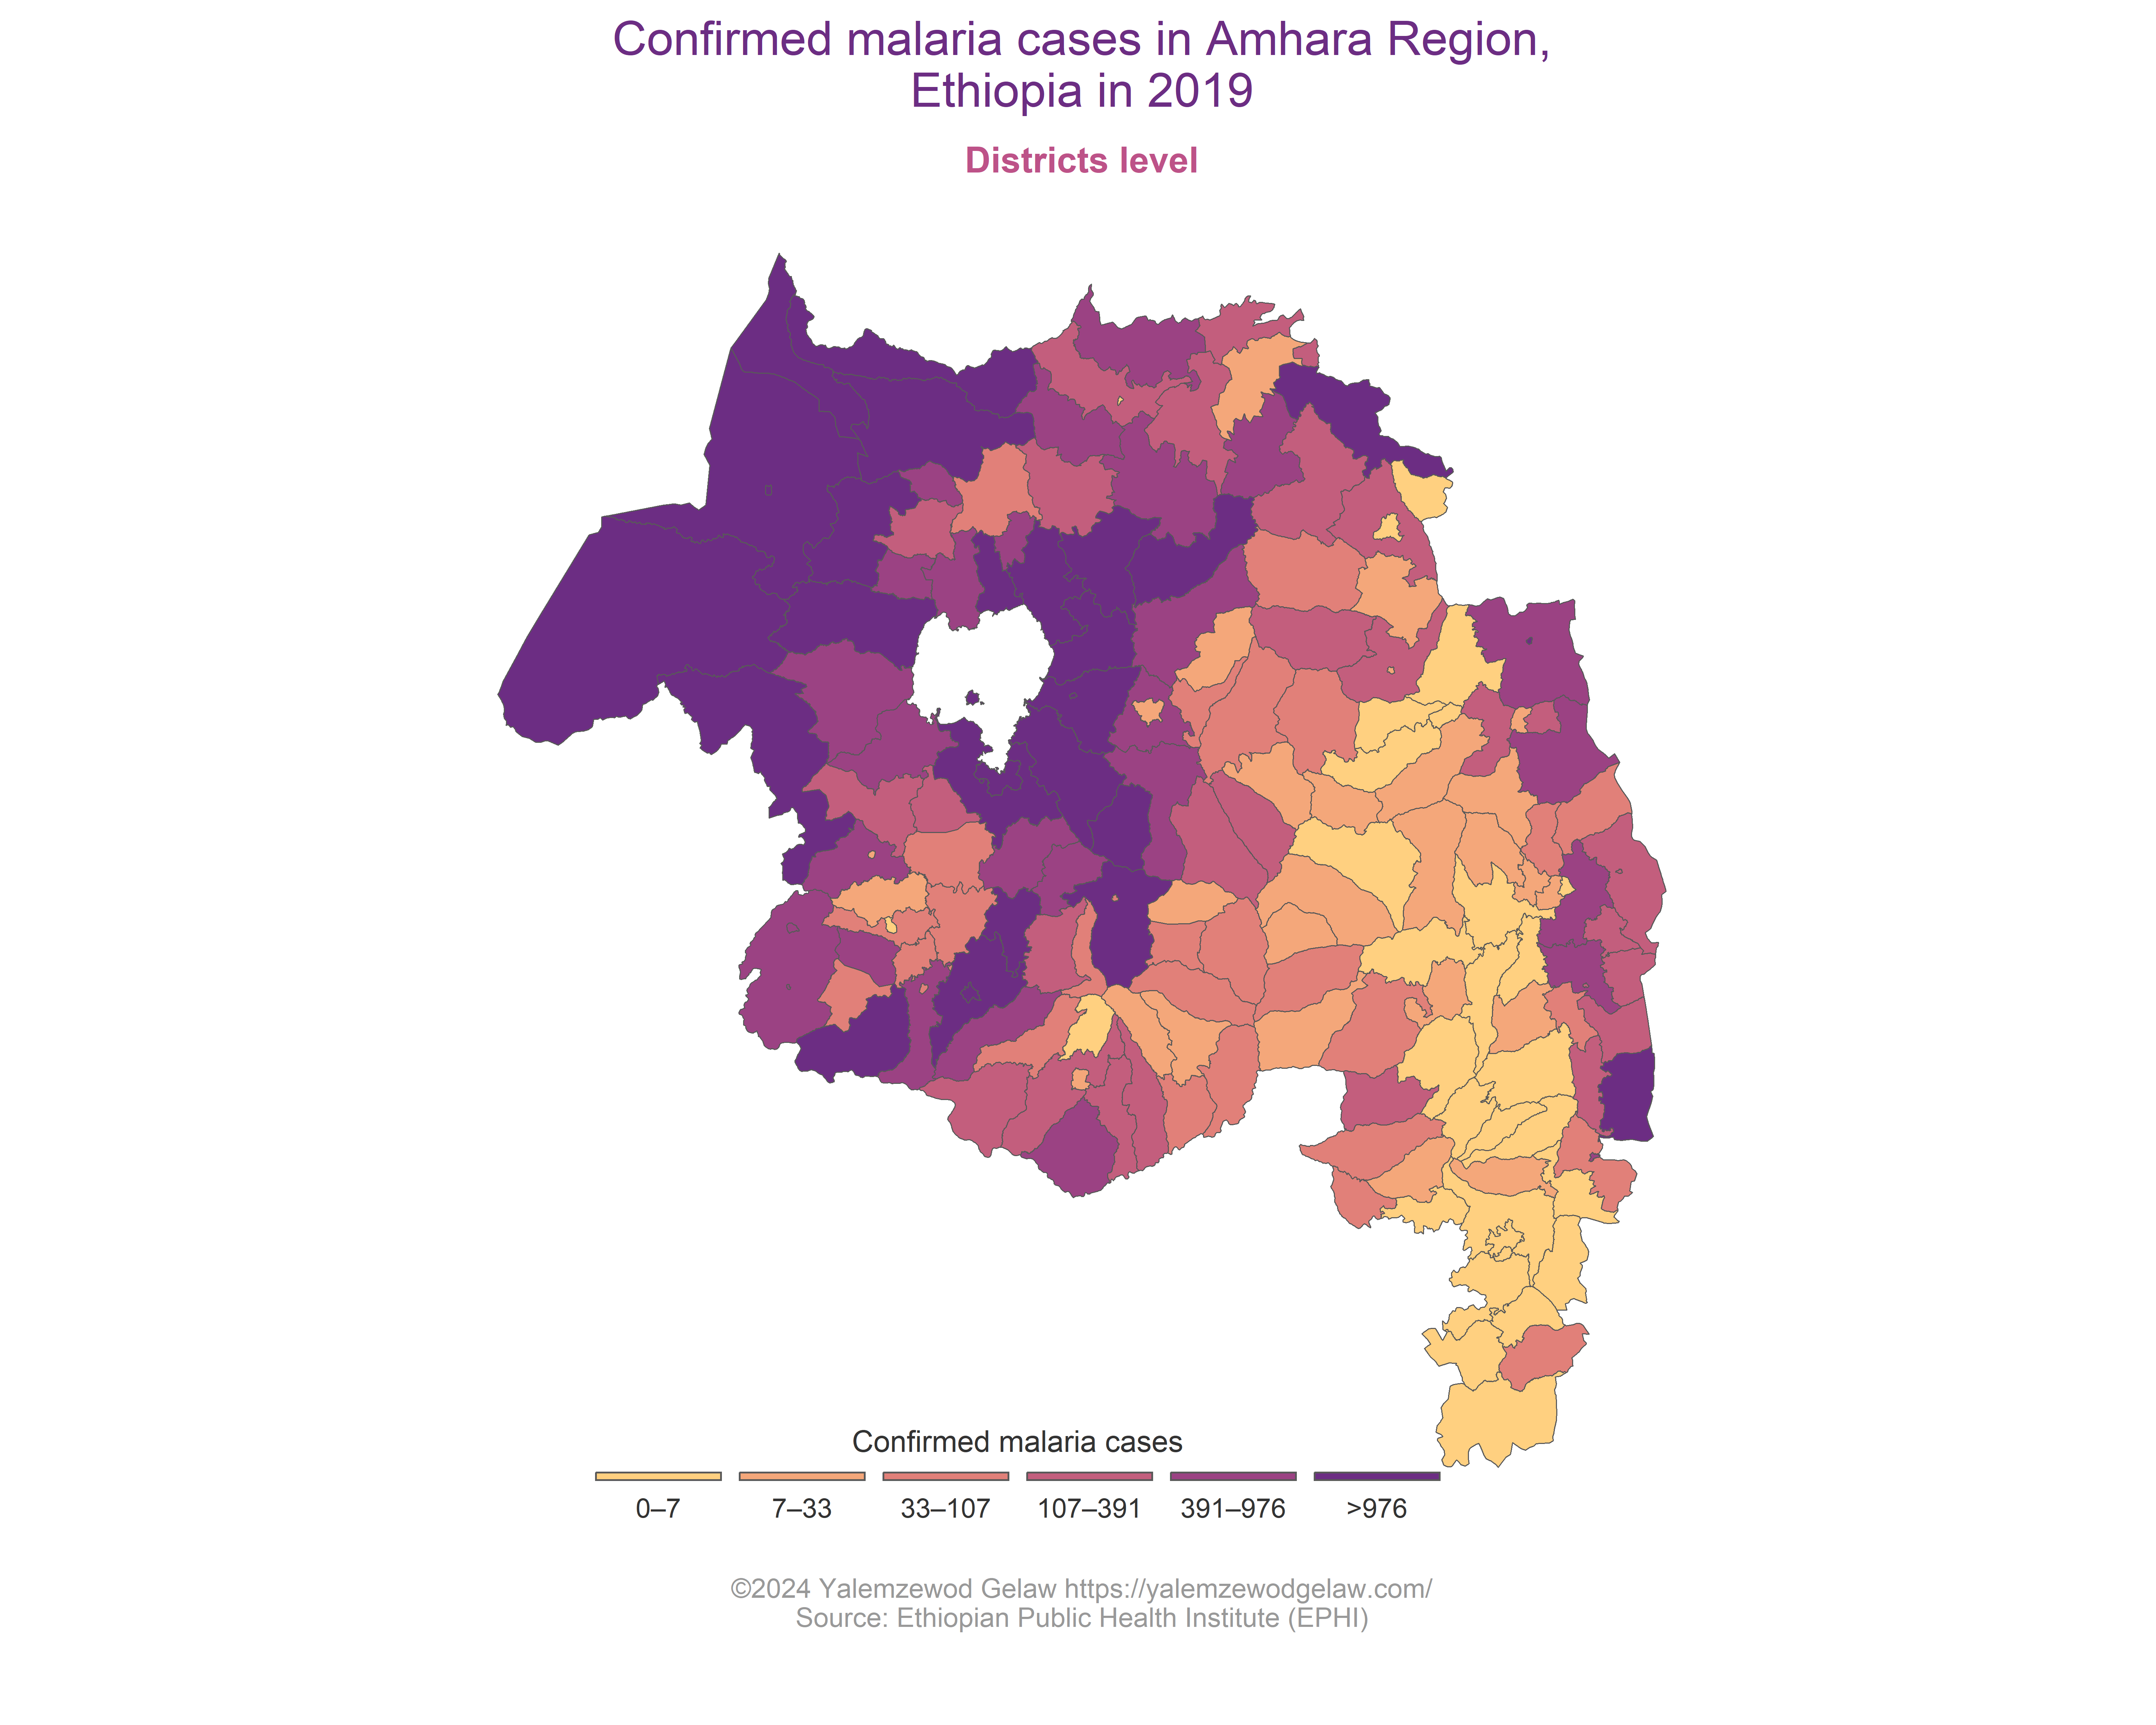 Confirmed malaria cases in Amhara Region,
Ethiopia in 2019
Districts level
Confirmed malaria cases
0–7 7–33 33–107 107–391 391–976 >976
©2024 Yalemzewod Gelaw https://yalemzewodgelaw.com/
Source: Ethiopian Public Health Institute (EPHI)